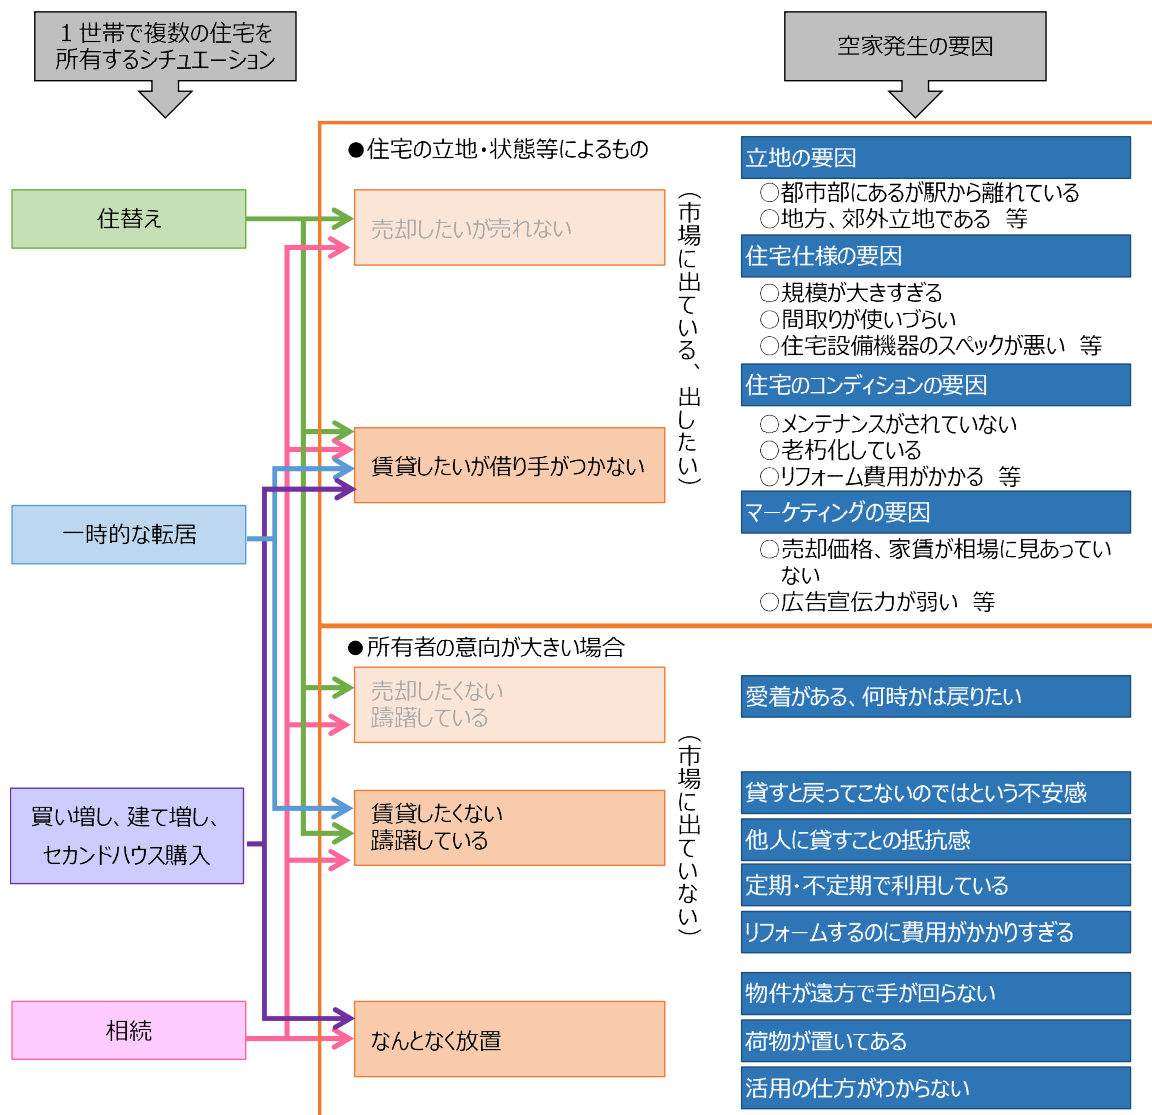 1世帯で複数の住宅を
所有するシチュエーション
空家発生の要因
●住宅の立地・状態等によるもの
住替え
売却したいが売れない
賃貸したいが借り手がつかない
一時的な転居
（市場に出ている、出したい）
立地の要因
○都市部にあるが駅から離れている
○地方、郊外立地である　等
住宅仕様の要因
○規模が大きすぎる
○間取りが使いづらい
○住宅設備機器のスペックが悪い　等
住宅のコンディションの要因
○メンテナンスがされていない
○老朽化している
○リフォーム費用がかかる　等
マーケティングの要因
○売却価格、家賃が相場に見あってい
ない
○広告宣伝力が弱い　等
●所有者の意向が大きい場合
売却したくない
躊躇している
買い増し、建て増し、
セカンドハウス購入
賃貸したくない
躊躇している
相続
なんとなく放置
（市場に出ていない）
愛着がある、何時かは戻りたい
貸すと戻ってこないのではという不安感
他人に貸すことの抵抗感
定期・不定期で利用している
リフォームするのに費用がかかりすぎる
物件が遠方で手が回らない
荷物が置いてある
活用の仕方がわからない